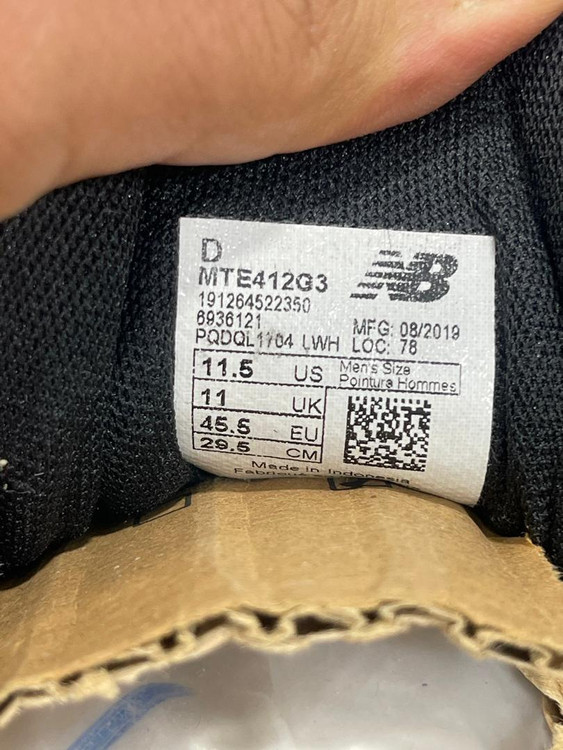 D
MTE412G3
NB
191264522350
6936121
MFG: 08/2019
PQDQL1704 LWH LOC: 78
11.5 US Men's Size
Pointure Hommes
11 UK
45.5 EU
29.5 CM
Made in Indonesia